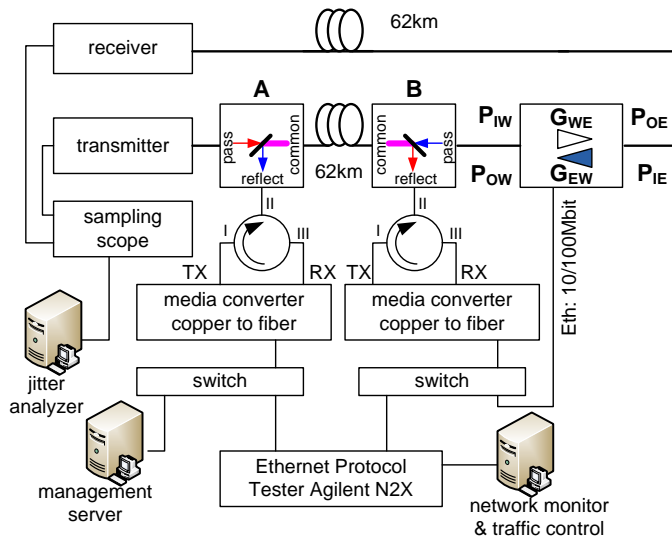 62km
receiver
A
B
P_IW
G_WE
P_OE
transmitter
pass
common
reflect
62km
common
pass
reflect
P_OW
G_EW
P_IE
II
II
sampling
scope
I
III
I
III
TX
RX
TX
RX
Eth: 10/100Mbit
media converter
copper to fiber
media converter
copper to fiber
jitter
analyzer
switch
switch
management
server
Ethernet Protocol
Tester Agilent N2X
network monitor
& traffic control